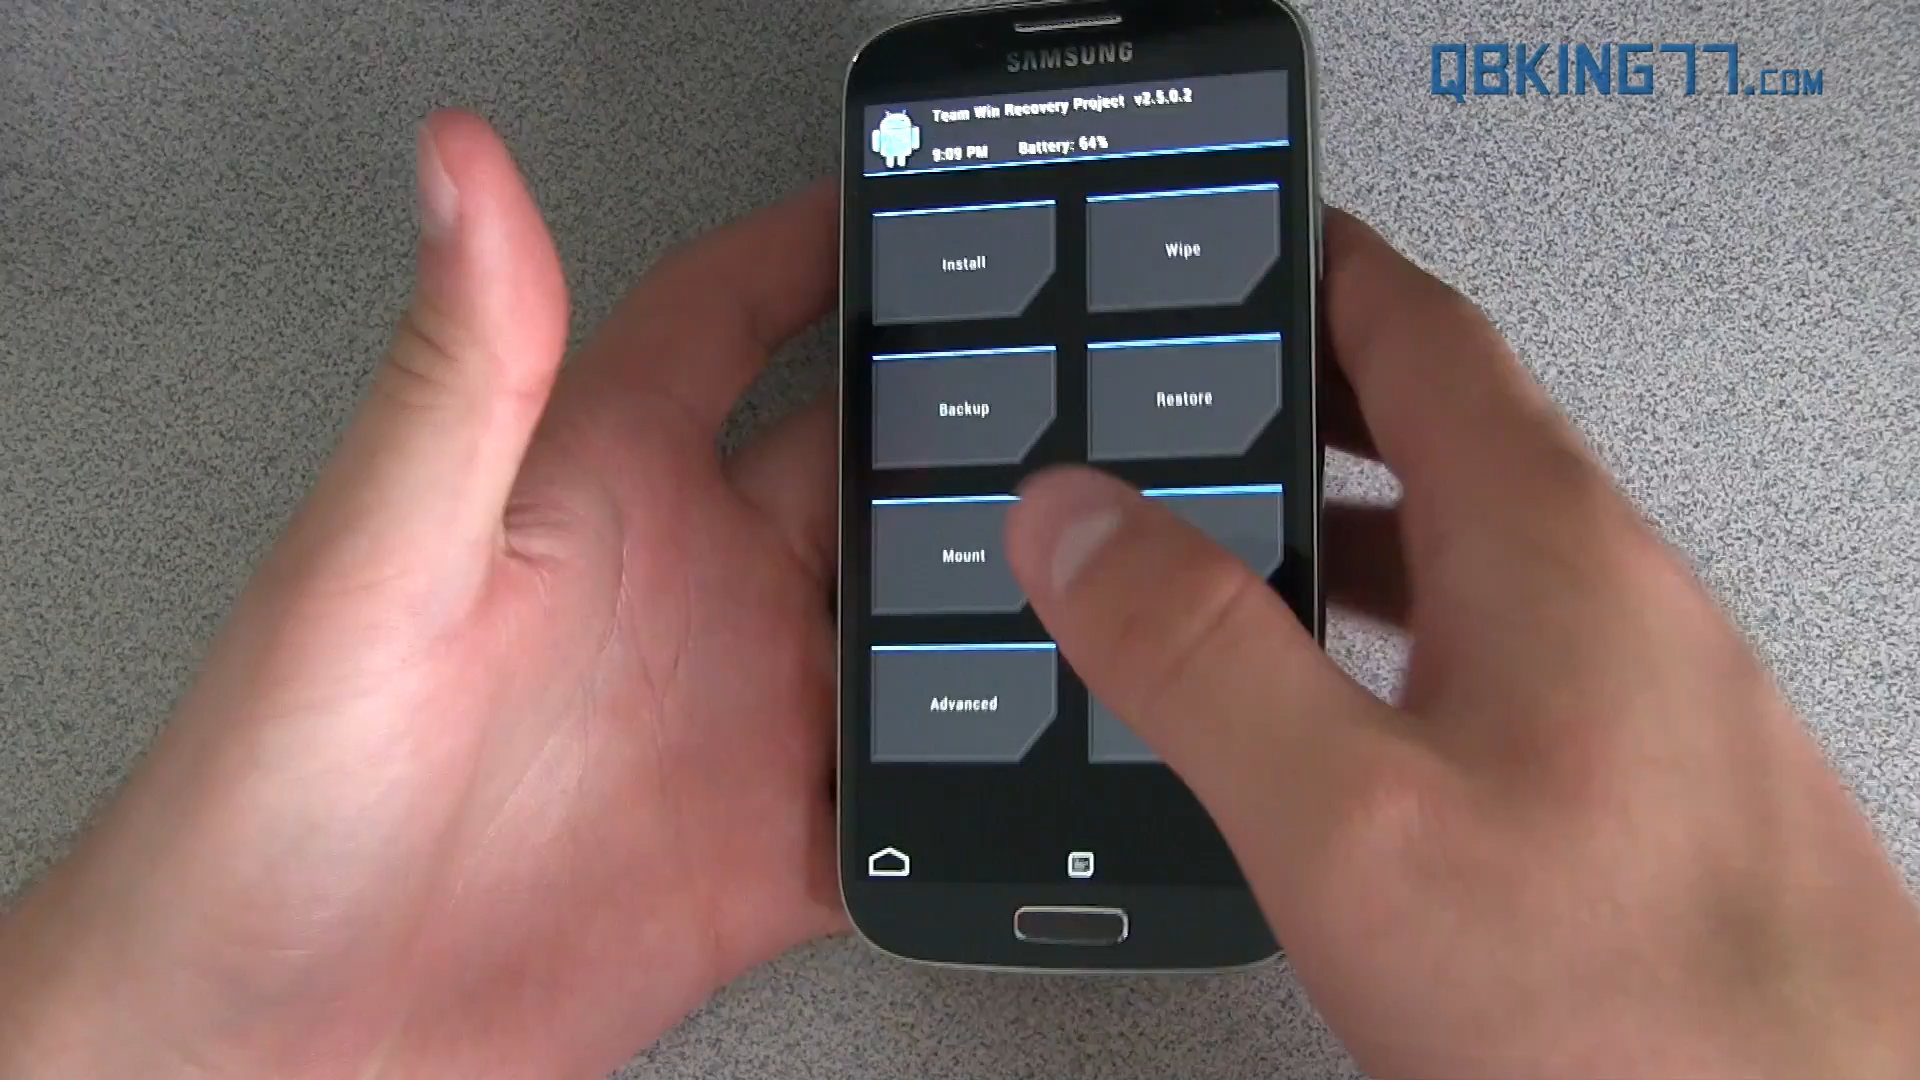 QBKING77.COM
SAMSUNG
Team Win Recovery Project v2.5.0.2
9:09 PM Battery: 64%
Install
Wipe
Backup
Restore
Mount
Advanced